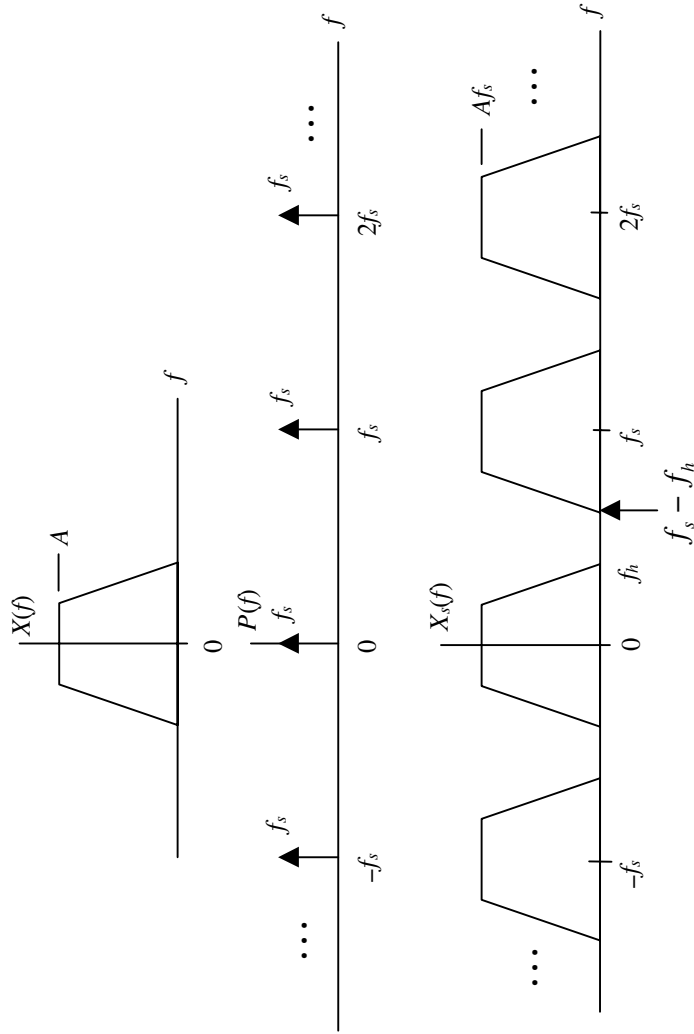 X(f)
A
f
0
P(f)
f_s f_s f_s f_s
... ...
f
-f_s 0 f_s 2f_s
X_s(f)
Af_s
... ...
f
-f_s 0 f_h f_s 2f_s
f_s − f_h